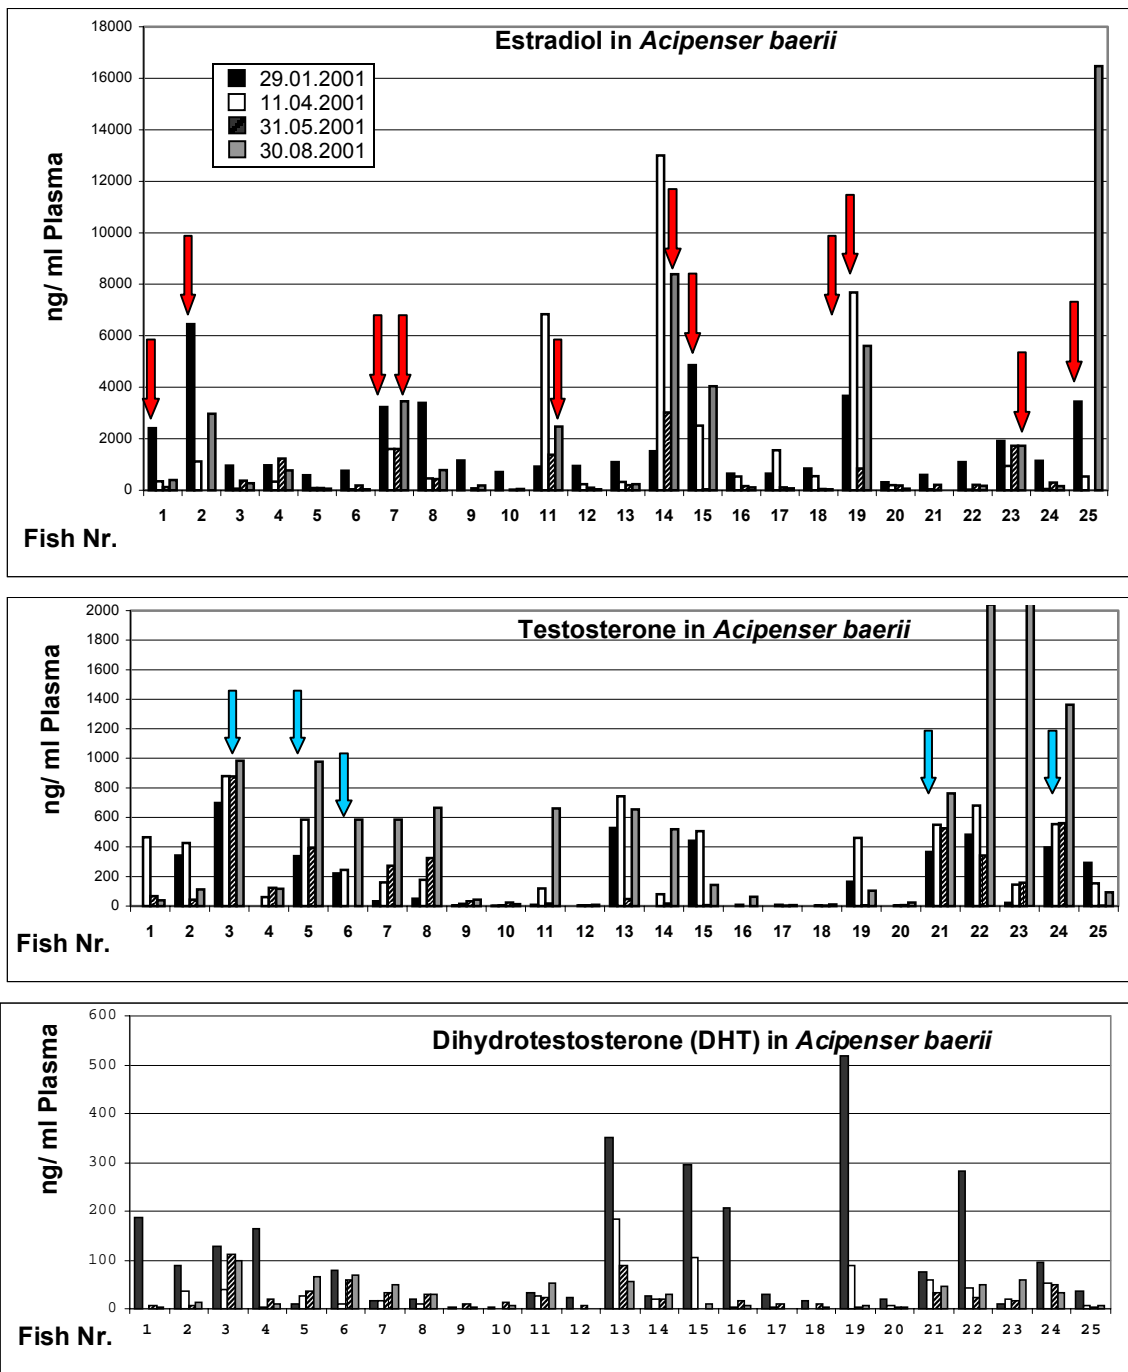 18000
Estradiol in Acipenser baerii
16000
29.01.2001
11.04.2001
31.05.2001
30.08.2001
14000
12000
10000
8000
6000
4000
2000
0
ng/ ml Plasma
1 2 3 4 5 6 7 8 9 10 11 12 13 14 15 16 17 18 19 20 21 22 23 24 25
Fish Nr.
2000
Testosterone in Acipenser baerii
1800
1600
1400
1200
1000
800
600
400
200
0
ng/ ml Plasma
1 2 3 4 5 6 7 8 9 10 11 12 13 14 15 16 17 18 19 20 21 22 23 24 25
Fish Nr.
600
Dihydrotestosterone (DHT) in Acipenser baerii
500
400
300
200
100
0
ng/ ml Plasma
1 2 3 4 5 6 7 8 9 10 11 12 13 14 15 16 17 18 19 20 21 22 23 24 25
Fish Nr.